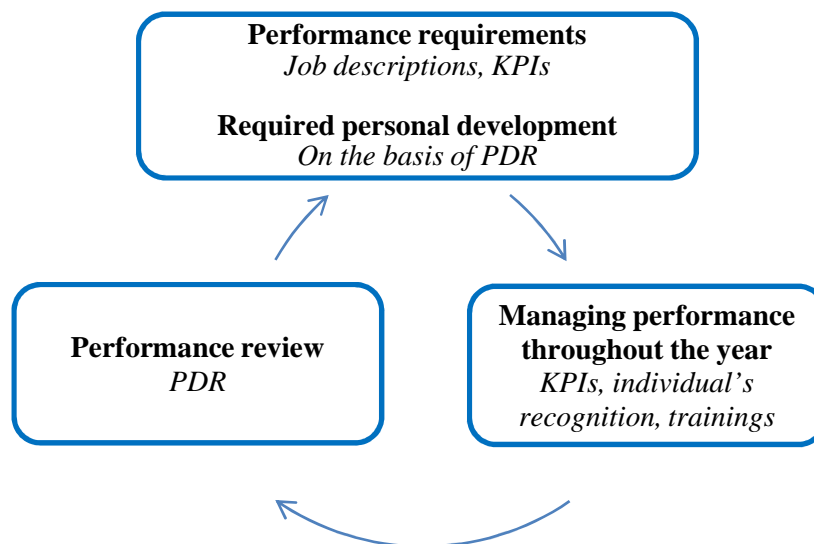 Performance requirements
Job descriptions, KPIs
Required personal development
On the basis of PDR
Performance review
PDR
Managing performance
throughout the year
KPIs, individual’s
recognition, trainings